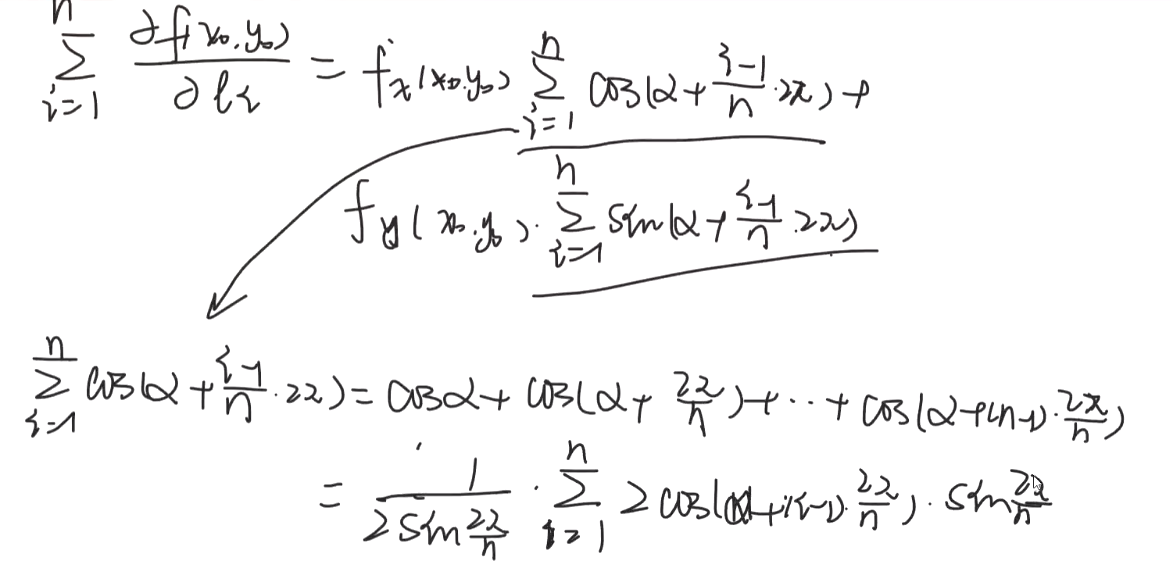 \sum_{i=1}^{n} \frac{\partial f(x_0, y_0)}{\partial l_i} = f_x(x_0, y_0) \sum_{i=1}^{n} \cos(\alpha + \frac{i-1}{n} \cdot 2\pi) +
f_y(x_0, y_0) \cdot \sum_{i=1}^{n} \sin(\alpha + \frac{i-1}{n} \cdot 2\pi)
\sum_{i=1}^{n} \cos(\alpha + \frac{i-1}{n} \cdot 2\pi) = \cos\alpha + \cos(\alpha + \frac{2\pi}{n}) + \cdots + \cos(\alpha + (n-1) \cdot \frac{2\pi}{n})
= \frac{1}{2\sin\frac{2\pi}{n}} \cdot \sum_{i=1}^{n} 2\cos(\alpha + (i-1) \cdot \frac{2\pi}{n}) \cdot \sin\frac{2\pi}{n}